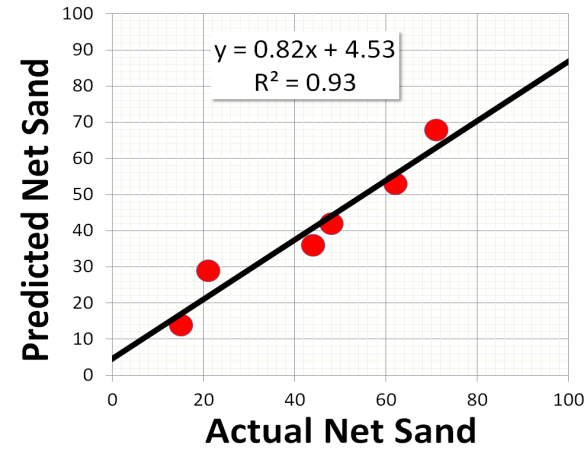 y = 0.82x + 4.53
R² = 0.93
Predicted Net Sand
100
90
80
70
60
50
40
30
20
10
0
0 20 40 60 80 100
Actual Net Sand